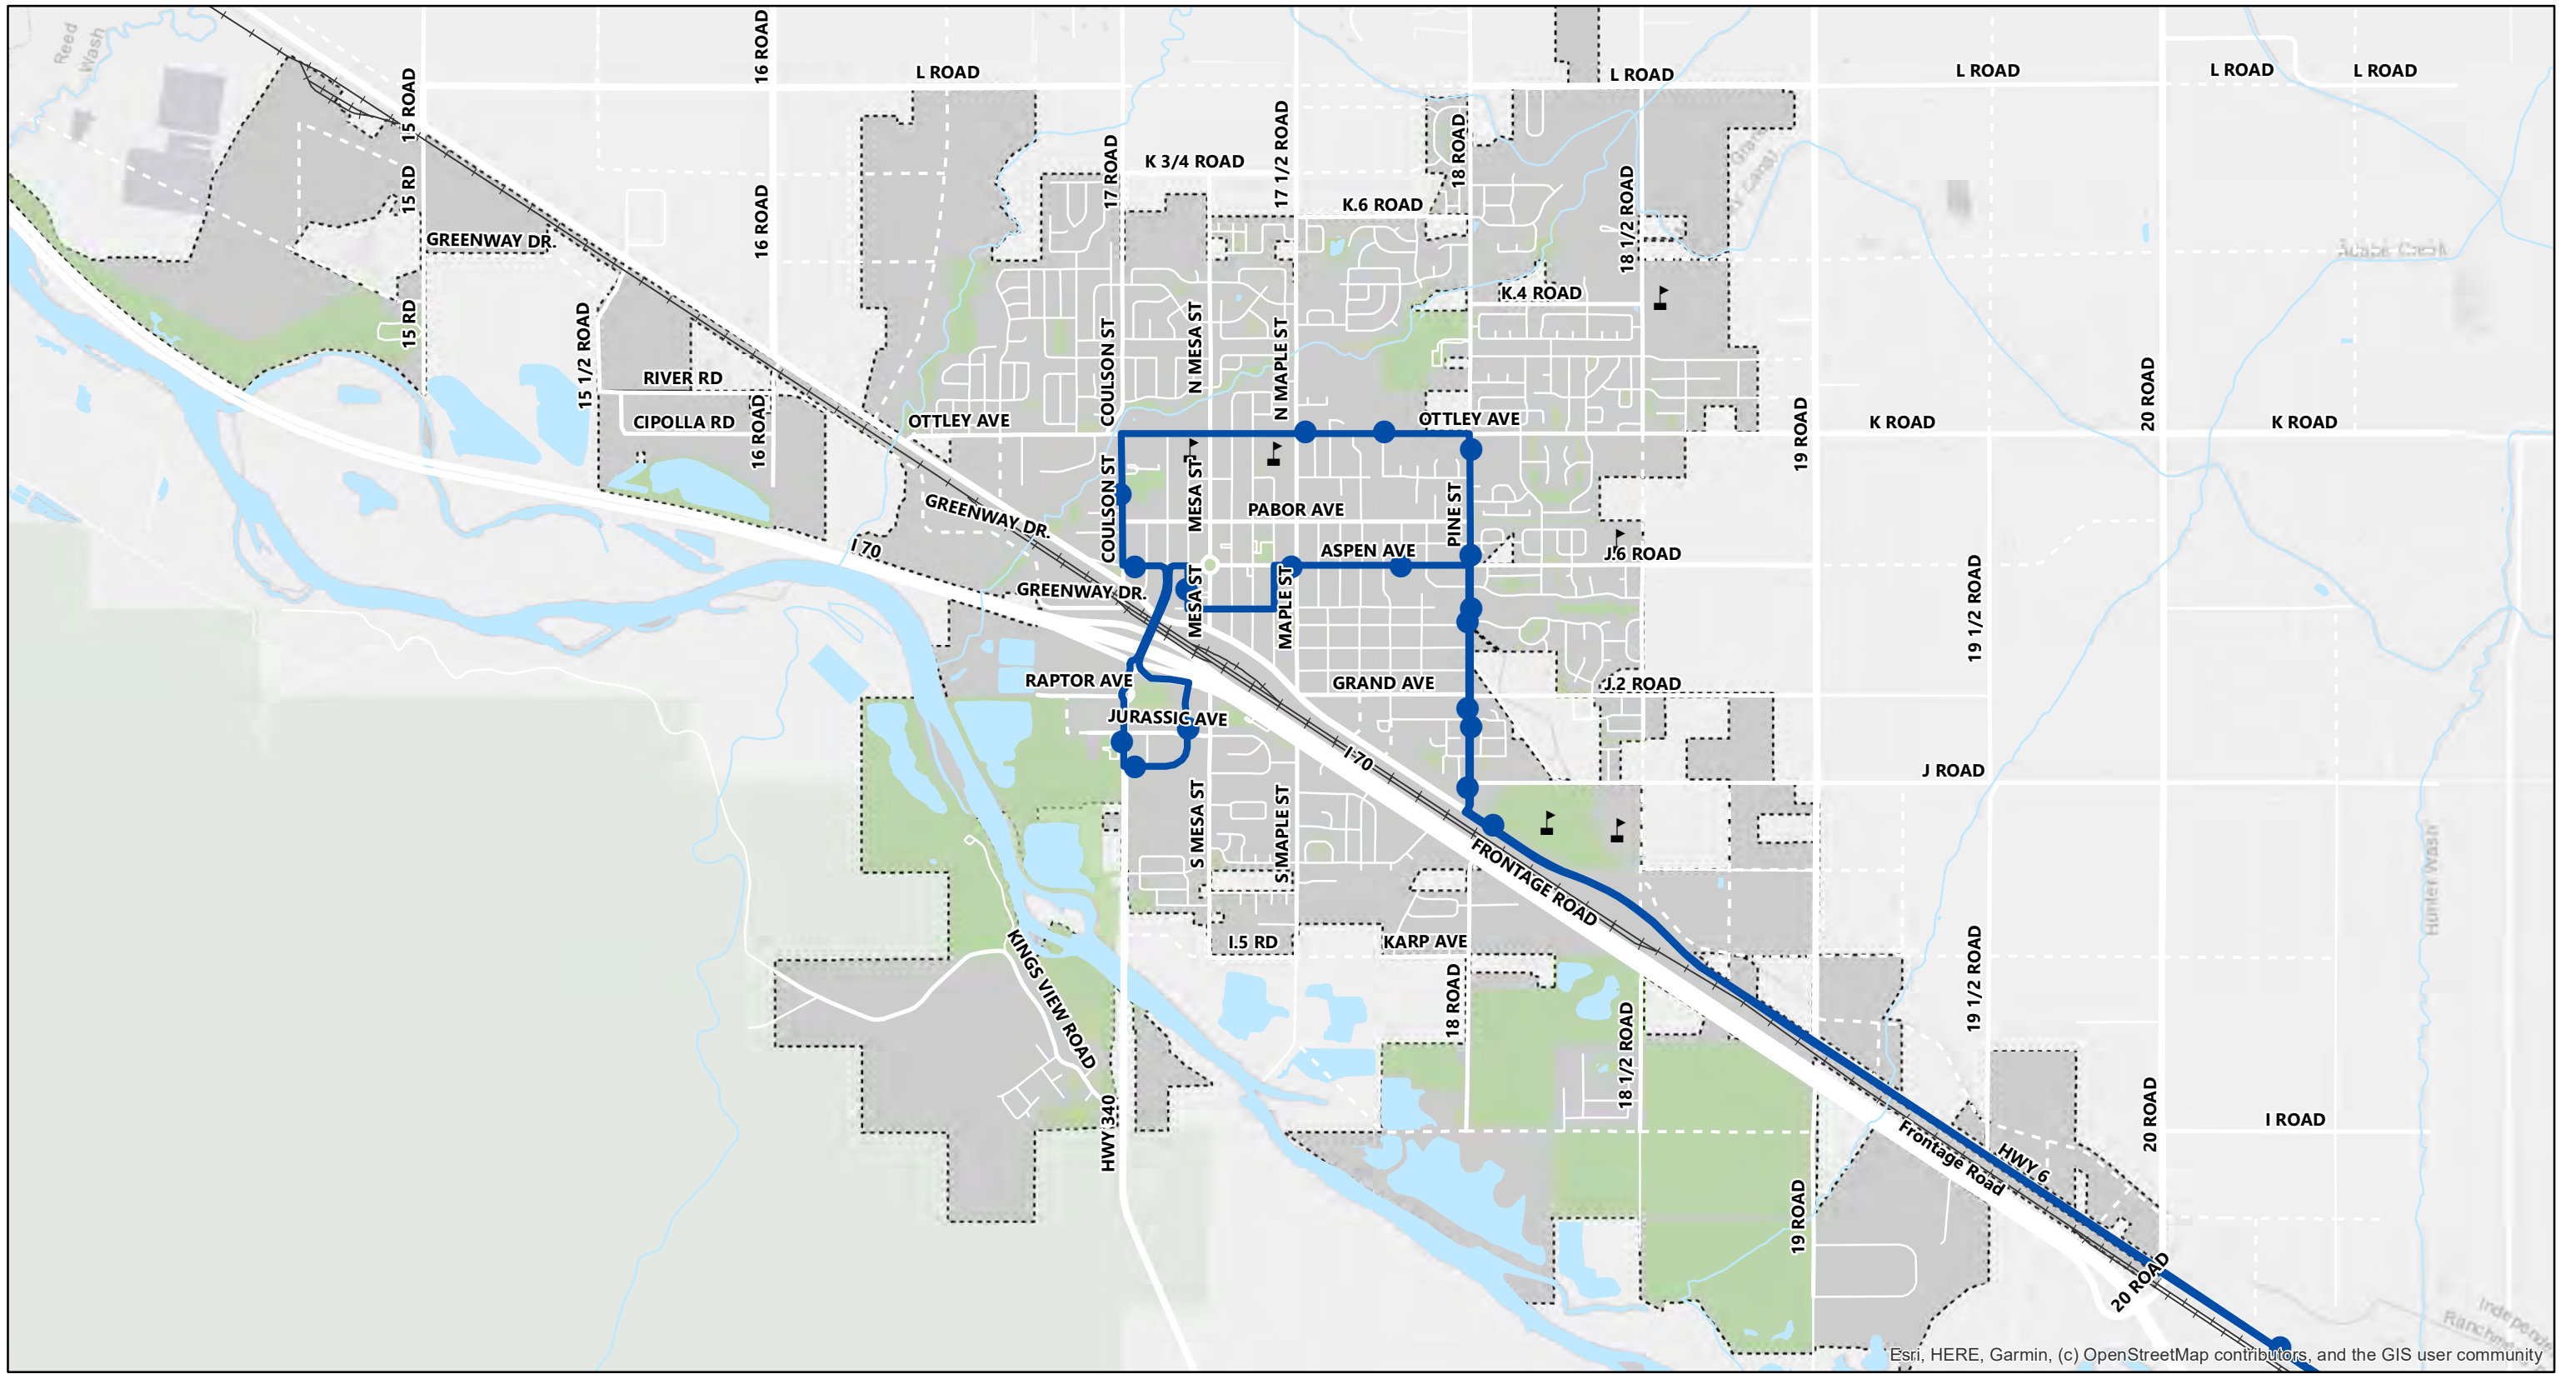 Reed
Wash
15 ROAD
16 ROAD
L ROAD
L ROAD
L ROAD
L ROAD
L ROAD
K 3/4 ROAD
17 ROAD
17 1/2 ROAD
18 ROAD
18 1/2 ROAD
15 RD
16 ROAD
K.6 ROAD
GREENWAY DR.
15 RD
15 1/2 ROAD
K.4 ROAD
COULSON ST
N MESA ST
N MAPLE ST
RIVER RD
CIPOLLA RD
16 ROAD
OTTLEY AVE
OTTLEY AVE
19 ROAD
K ROAD
20 ROAD
K ROAD
COULSON ST
MESA ST
PABOR AVE
PINE ST
GREENWAY DR.
I 70
ASPEN AVE
J.6 ROAD
GREENWAY DR.
MESA ST
MAPLE ST
19 1/2 ROAD
RAPTOR AVE
GRAND AVE
J.2 ROAD
JURASSIC AVE
I-70
J ROAD
S MESA ST
S MAPLE ST
FRONTAGE ROAD
Hunter Wash
I.5 RD
KARP AVE
KINGS VIEW ROAD
18 ROAD
18 1/2 ROAD
19 1/2 ROAD
HWY 340
20 ROAD
I ROAD
Frontage Road
HWY 6
19 ROAD
20 ROAD
Esri, HERE, Garmin, (c) OpenStreetMap contributors, and the GIS user community